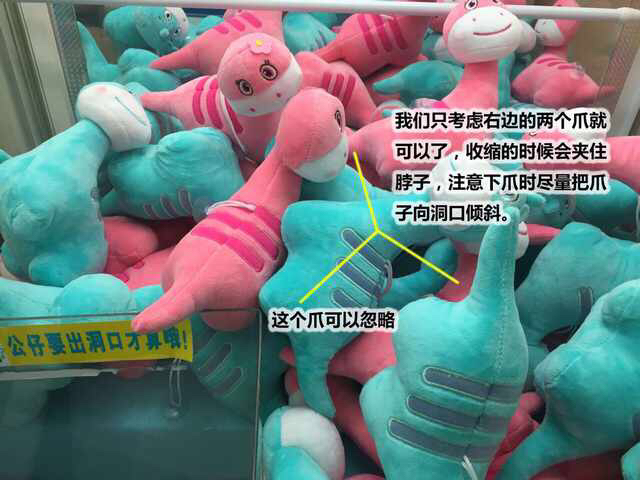 我们只考虑右边的两个爪就
可以了，收缩的时候会夹住
脖子，注意下爪时尽量把爪
子向洞口倾斜。
这个爪可以忽略
公仔要出洞口才算哦!